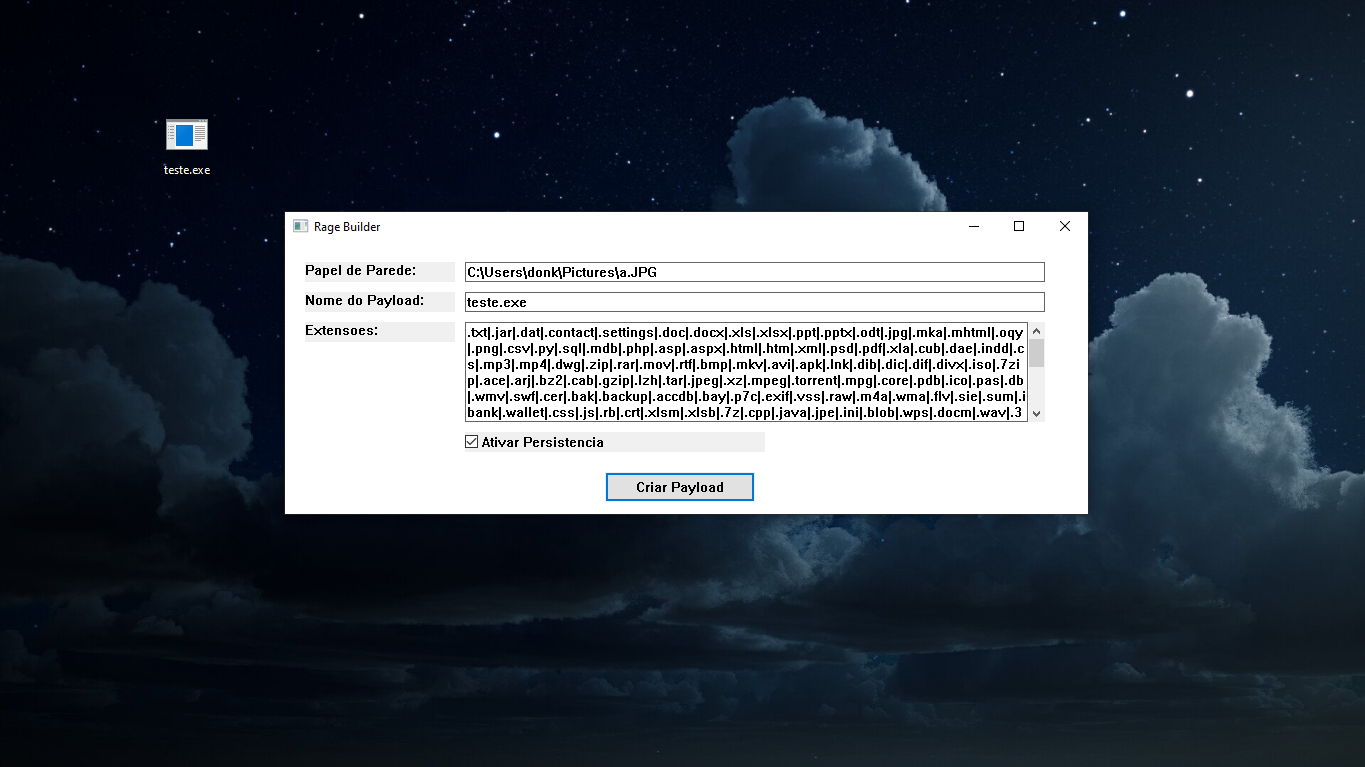 teste.exe
Rage Builder
Papel de Parede:
C:\Users\donk\Pictures\a.JPG
Nome do Payload:
teste.exe
Extensoes:
.txt|.jar|.dat|.contact|.settings|.doc|.docx|.xls|.xlsx|.ppt|.pptx|.odt|.jpg|.mka|.mhtml|.oqy
|.png|.csv|.py|.sql|.mdb|.php|.asp|.aspx|.html|.htm|.xml|.psd|.pdf|.xla|.cub|.dae|.indd|.c
s|.mp3|.mp4|.dwg|.zip|.rar|.mov|.rtf|.bmp|.mkv|.avi|.apk|.lnk|.dib|.dic|.dif|.divx|.iso|.7zi
p|.ace|.arj|.bz2|.cab|.gzip|.lzh|.tar|.jpeg|.xz|.mpeg|.torrent|.mpg|.core|.pdb|.ico|.pas|.db
|.wmv|.swf|.cer|.bak|.backup|.accdb|.bay|.p7c|.exif|.vss|.raw|.m4a|.wma|.flv|.sie|.sum|.i
bank|.wallet|.css|.js|.rb|.crt|.xlsm|.xlsb|.7z|.cpp|.java|.jpe|.ini|.blob|.wps|.docm|.wav|.3
Ativar Persistencia
Criar Payload